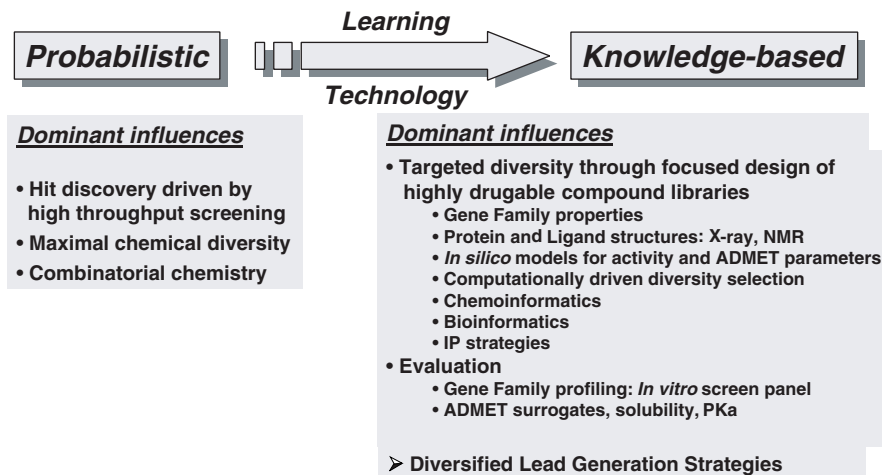 Learning
Probabilistic
Knowledge-based
Technology
Dominant influences
• Hit discovery driven by
high throughput screening
• Maximal chemical diversity
• Combinatorial chemistry
Dominant influences
• Targeted diversity through focused design of
highly drugable compound libraries
• Gene Family properties
• Protein and Ligand structures: X-ray, NMR
• In silico models for activity and ADMET parameters
• Computationally driven diversity selection
• Chemoinformatics
• Bioinformatics
• IP strategies
• Evaluation
• Gene Family profiling: In vitro screen panel
• ADMET surrogates, solubility, PKa
➢ Diversified Lead Generation Strategies